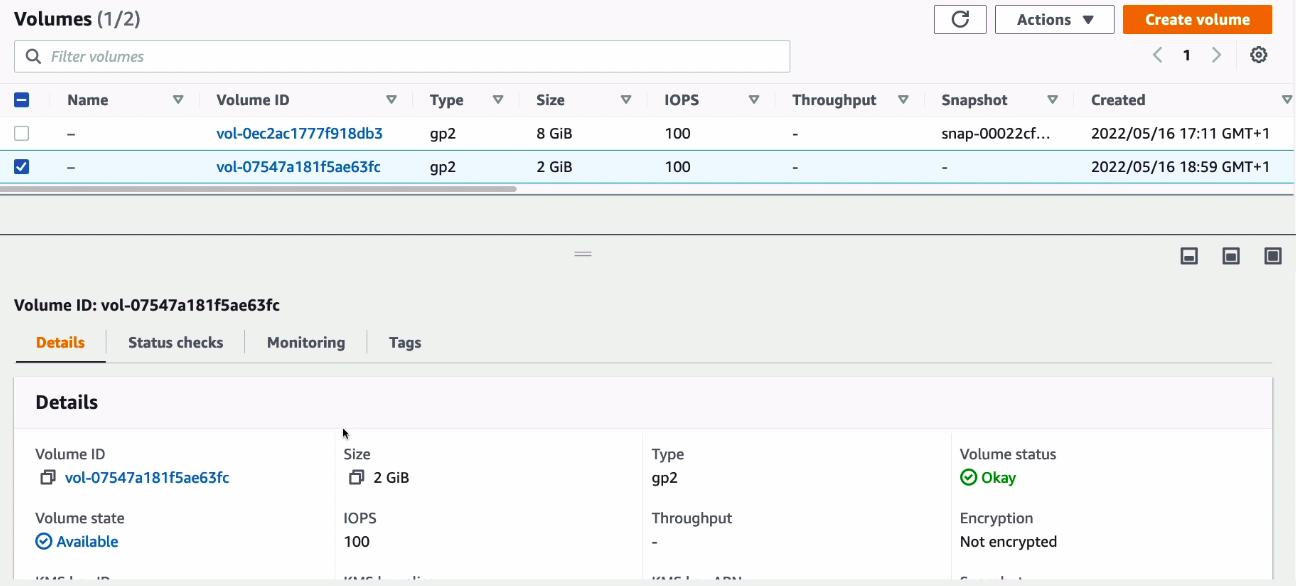 Volumes (1/2)
Actions
Create volume
Filter volumes
1
Name Volume ID Type Size IOPS Throughput Snapshot Created
– vol-0ec2ac1777f918db3 gp2 8 GiB 100 - snap-00022cf... 2022/05/16 17:11 GMT+1
– vol-07547a181f5ae63fc gp2 2 GiB 100 - - 2022/05/16 18:59 GMT+1
Volume ID: vol-07547a181f5ae63fc
Details Status checks Monitoring Tags
Details
Volume ID Size Type Volume status
vol-07547a181f5ae63fc 2 GiB gp2 Okay
Volume state IOPS Throughput Encryption
Available 100 - Not encrypted